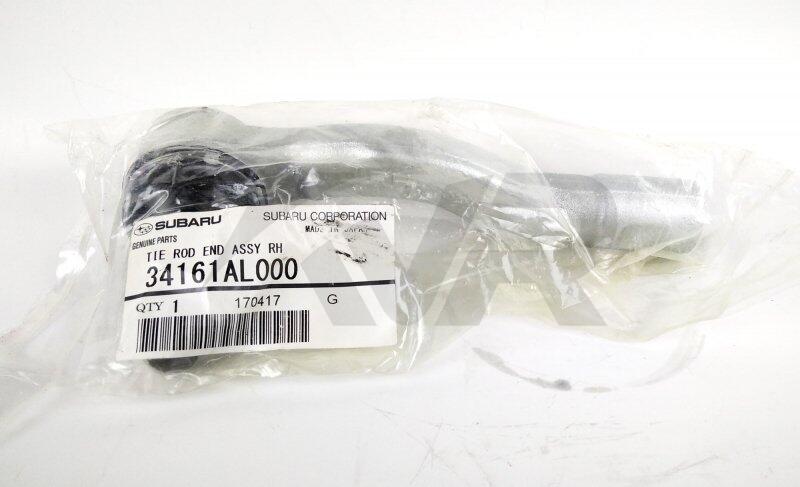 SUBARU SUBARU CORPORATION
GENUINE PARTS MADE IN JAPAN
TIE ROD END ASSY RH
34161AL000
QTY 1 170417 G